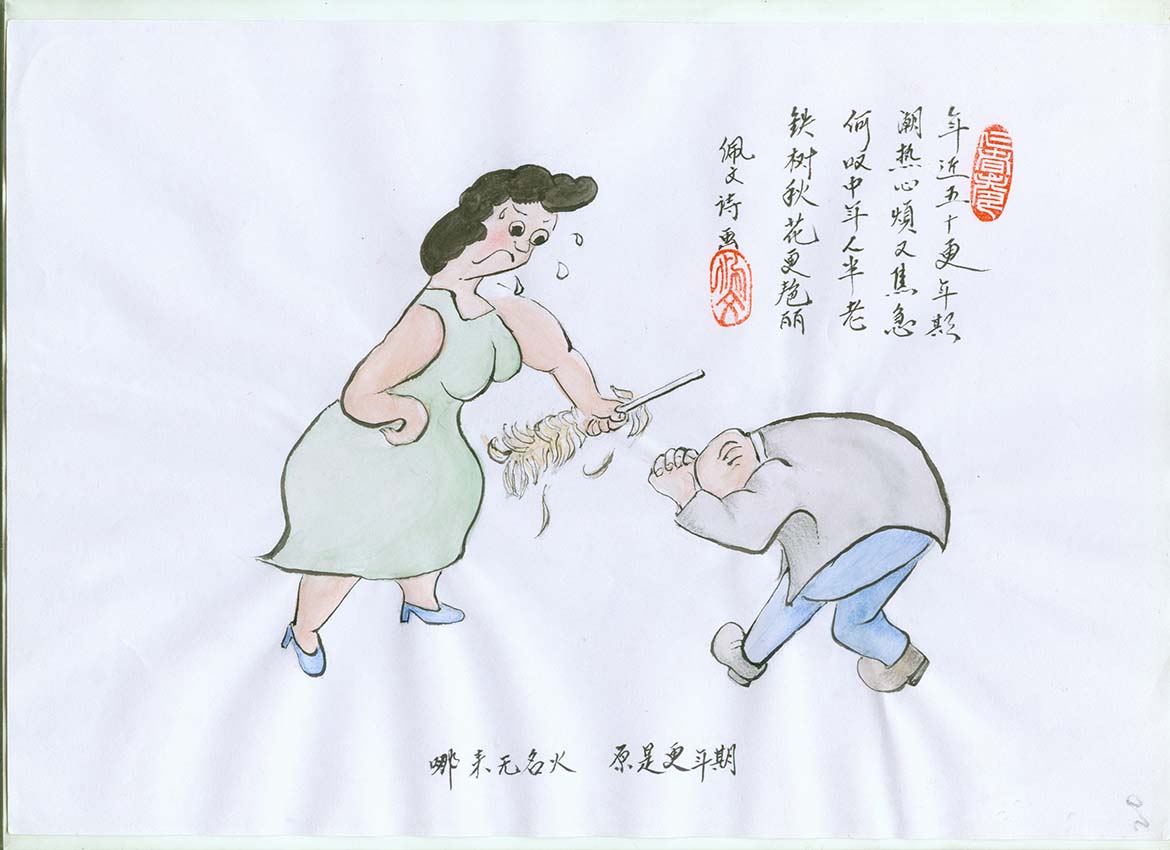 年近五十更年期
潮热心煩又焦急
何叹中年人半老
铁树秋花更艳丽
佩文诗画
哪来无名火 原是更年期
20